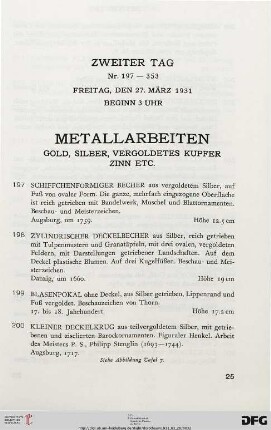 ZWEITER TAG
Nr. 197 — 353
FREITAG, DEN 27. MÄRZ 1931
BEGINN 3 UHR
METALLARBEITEN
GOLD, SILBER, VERGOLDETES KUPFER
ZINN ETC.
197 SCHIFFCHENFÖRMIGER BECHER aus vergoldetem Silber, auf
Fuß von ovaler Form. Die ganze, mehrfach eingezogene Oberfläche
ist reich getrieben mit Bandelwerk, Muschel und Blattornamenten.
Beschau- und Meisterzeichen.
Augsburg, um 1739. Höhe 12.5 cm
198 ZYLINDRISCHER DECKELBECHER aus Silber, reich getrieben
mit Tulpenmustern und Granatäpfeln, mit drei ovalen, vergoldeten
Feldern, mit Darstellungen getriebener Landschaften. Auf dem
Deckel plastische Blumen. Auf drei Kugelfüßen. Beschau- und Mei-
sterzeichen.
Danzig, um 1660. Höhe 19 cm
199 BLASENPOKAL ohne Deckel, aus Silber getrieben, Lippenrand und
Fuß vergoldet. Beschauzeichen von Thorn.
17. bis 18. Jahrhundert. Höhe 17.2 cm
200 KLEINER DECKELKRUG aus teilvergoldetem Silber, mit getrie-
benen und ziselierten Barockornamenten. Figuraler Henkel. Arbeit
des Meisters P. S., Philipp Stenglin (1693—1744).
Augsburg, 1717.
Siehe Abbildung Tafel 7.
25
DFG